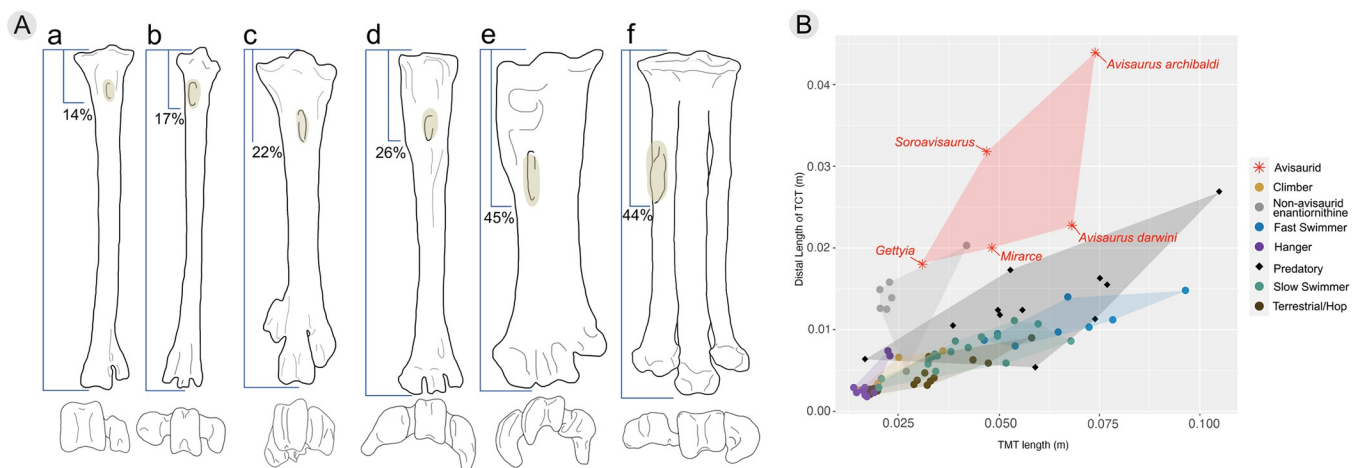 A
a b c d e f
14%
17%
22%
26%
45%
44%
B
Avisaurus archibaldi
Soroavisaurus
Avisaurus darwini
Gettyia
Mirarce
0.04
0.03
0.02
0.01
0.00
Distal Length of TCT (m)
0.025 0.050 0.075 0.100
TMT length (m)
Avisaurid
Climber
Non-avisaurid
enantiornithine
Fast Swimmer
Hanger
Predatory
Slow Swimmer
Terrestrial/Hop